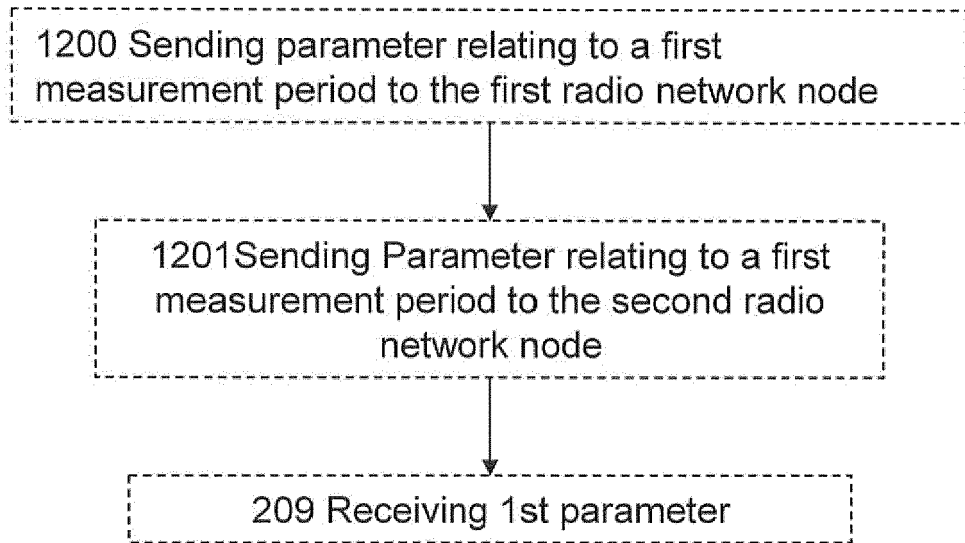 1200 Sending parameter relating to a first
measurement period to the first radio network node
1201Sending Parameter relating to a first
measurement period to the second radio
network node
209 Receiving 1st parameter